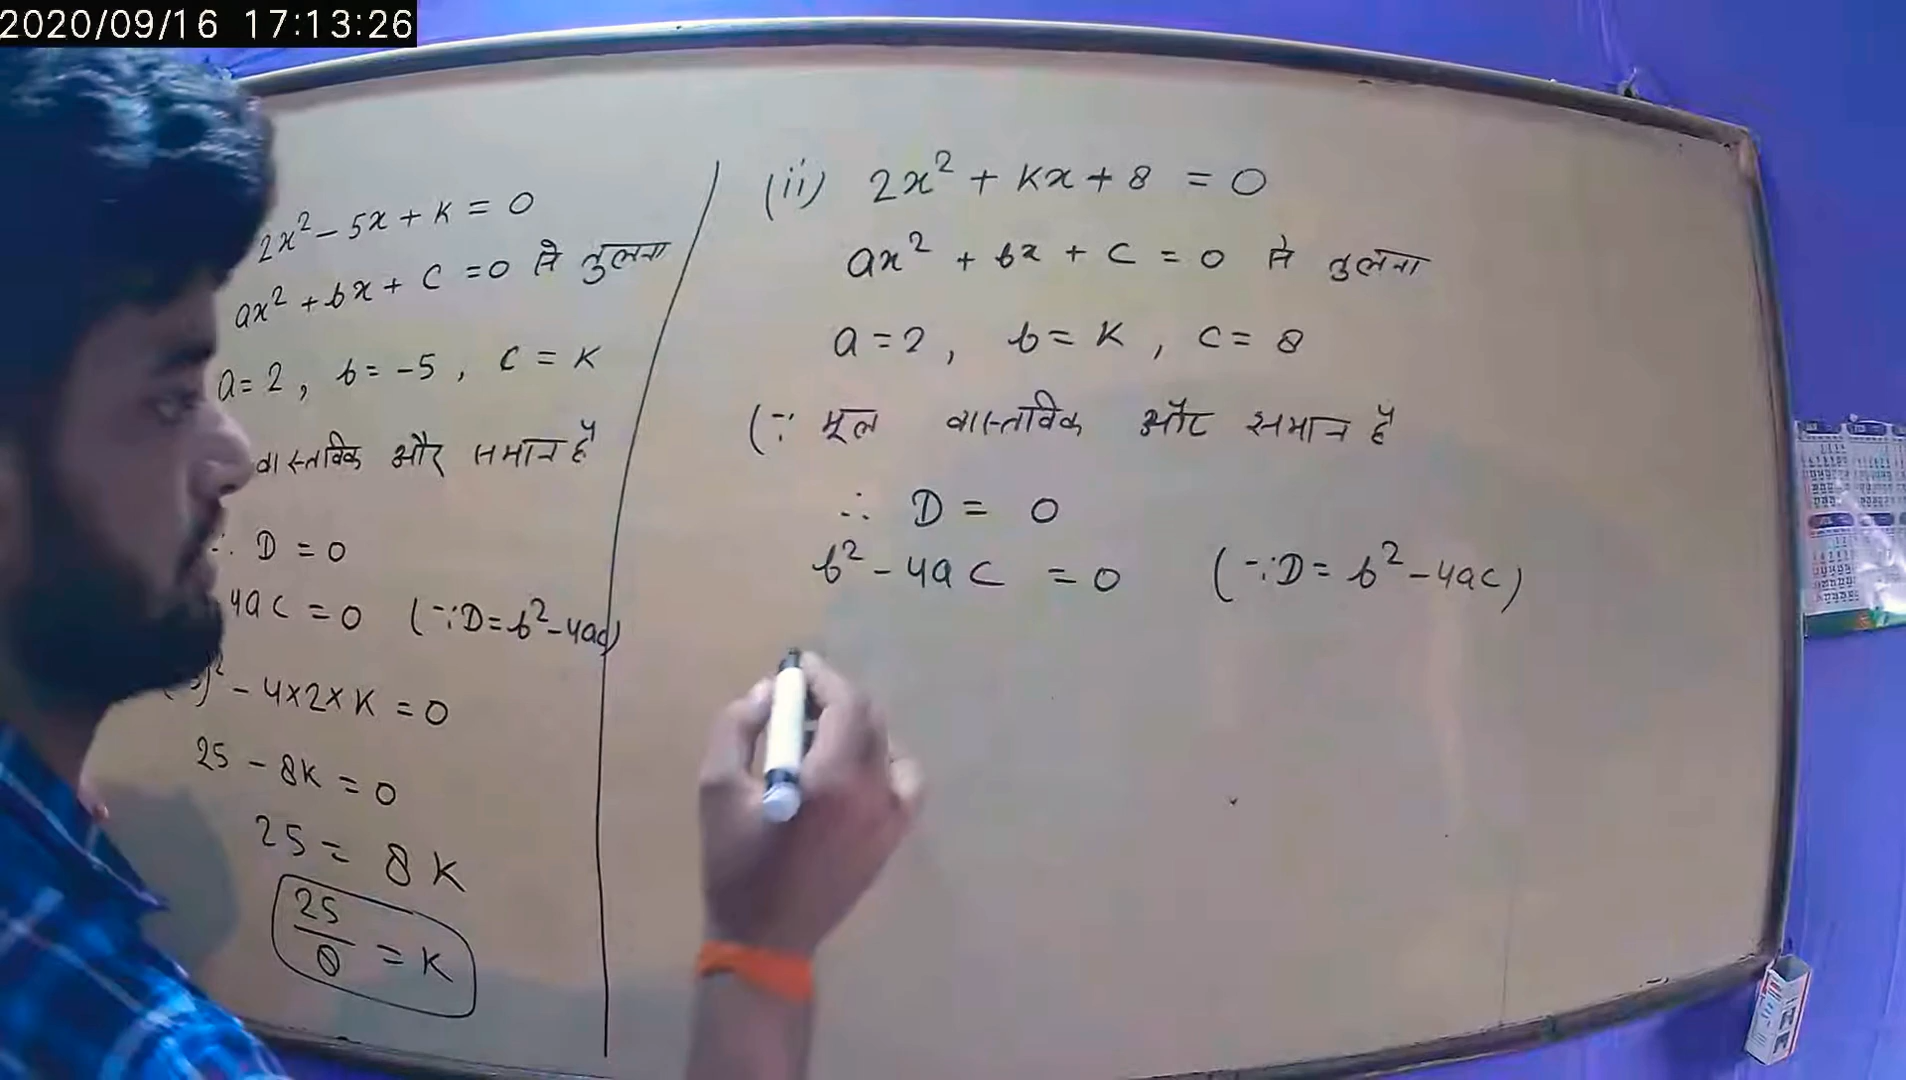 2020/09/16 17:13:26
2x² - 5x + K = 0
ax² + bx + C = 0 से तुलना
a = 2, b = -5, C = K
वास्तविक और समान हैं
∴ D = 0
4ac = 0 (∵D = b² - 4ac)
)² - 4×2×K = 0
25 - 8K = 0
25 = 8K
25/8 = K
(ii) 2x² + Kx + 8 = 0
ax² + bx + C = 0 से तुलना
a = 2, b = K, C = 8
(∵ मूल वास्तविक और समान हैं
∴ D = 0
b² - 4ac = 0 (∵D = b² - 4ac)